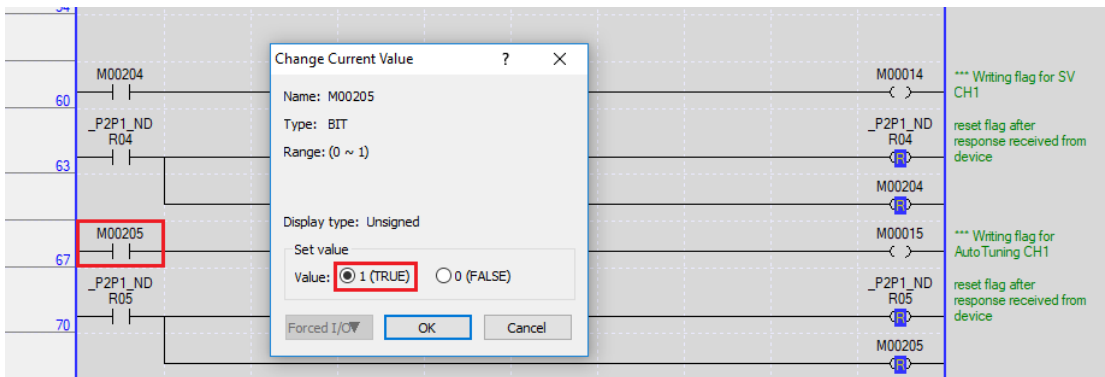 54
M00204
M00014
*** Writing flag for SV
CH1
60
_P2P1_ND
R04
_P2P1_ND
R04
reset flag after
response received from
device
R
63
M00204
R
M00205
M00015
*** Writing flag for
AutoTuning CH1
67
_P2P1_ND
R05
_P2P1_ND
R05
reset flag after
response received from
device
R
70
M00205
R
Change Current Value ? X
Name: M00205
Type: BIT
Range: (0 ~ 1)
Display type: Unsigned
Set value
Value: 1 (TRUE) 0 (FALSE)
Forced I/O▼ OK Cancel